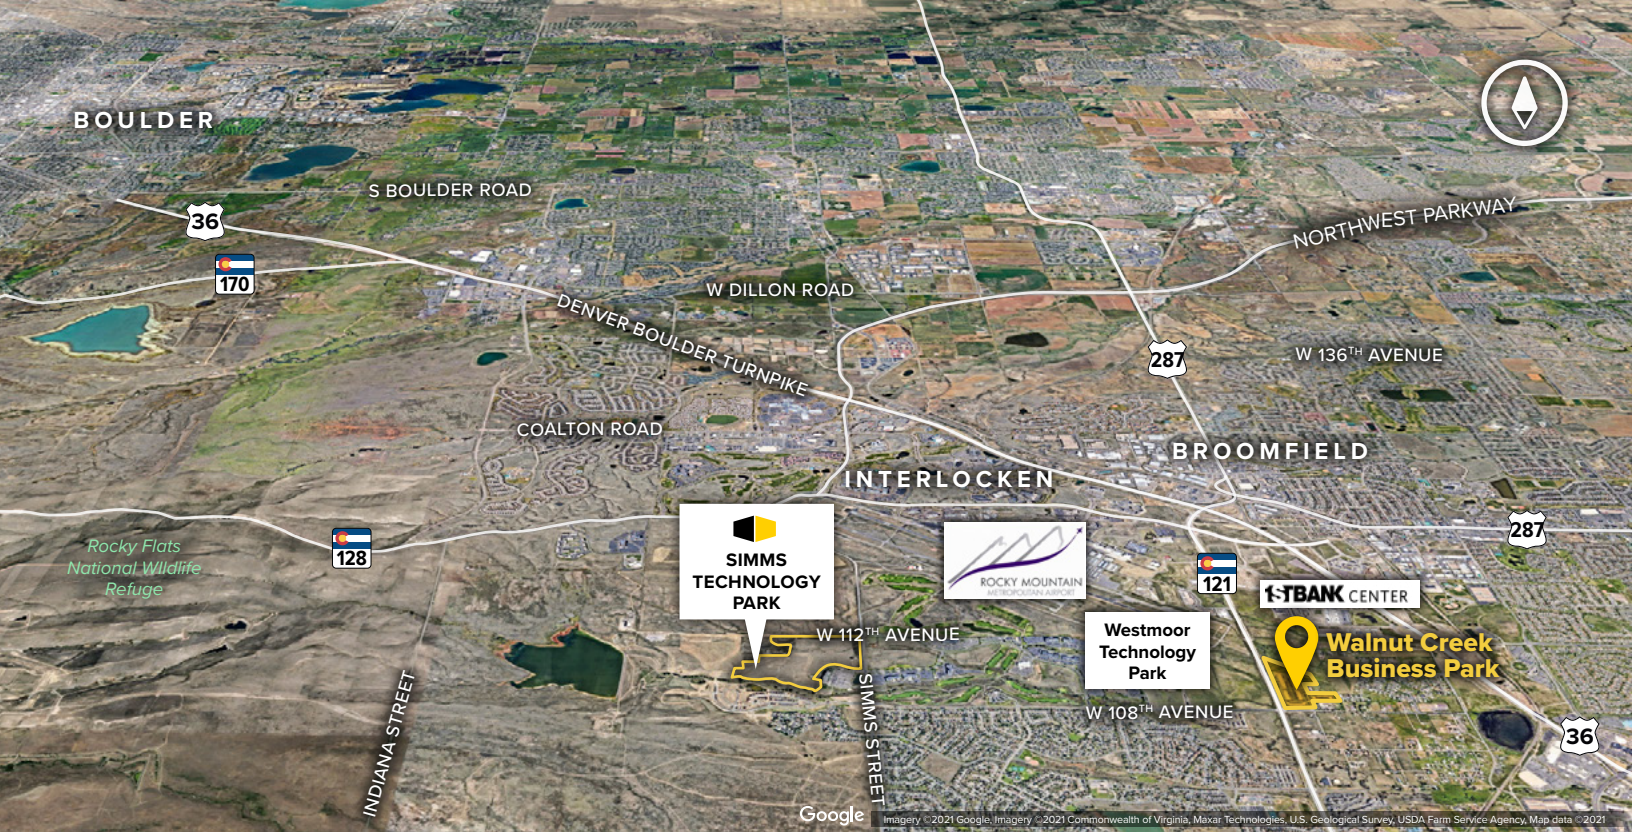 BOULDER
S BOULDER ROAD
36
170
NORTHWEST PARKWAY
W DILLON ROAD
DENVER BOULDER TURNPIKE
287
W 136TH AVENUE
COALTON ROAD
BROOMFIELD
INTERLOCKEN
287
Rocky Flats
National WIldlife
Refuge
128
SIMMS
TECHNOLOGY
PARK
ROCKY MOUNTAIN
METROPOLITAN AIRPORT
121
1STBANK CENTER
W 112TH AVENUE
Westmoor
Technology
Park
Walnut Creek
Business Park
W 108TH AVENUE
INDIANA STREET
SIMMS STREET
36
Google
Imagery ©2021 Google, Imagery ©2021 Commonwealth of Virginia, Maxar Technologies, U.S. Geological Survey, USDA Farm Service Agency, Map data ©2021